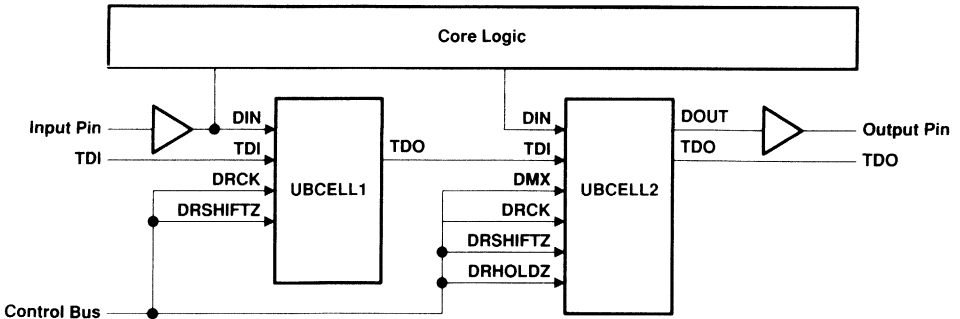 Core Logic
Input Pin
DIN
DIN
DOUT
Output Pin
TDI
TDI
TDO
TDI
TDO
TDO
DRCK
UBCELL1
DMX
UBCELL2
DRSHIFTZ
DRCK
DRSHIFTZ
DRHOLDZ
Control Bus